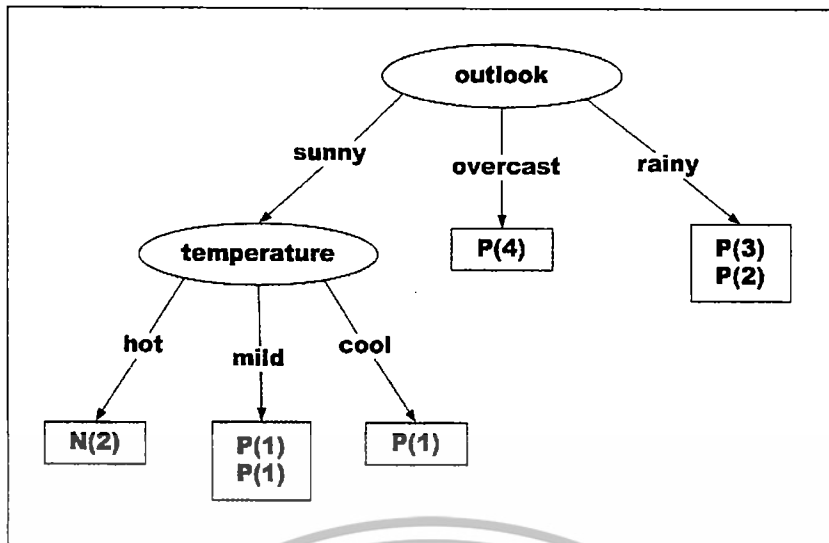 outlook
sunny
overcast
rainy
temperature
P(4)
P(3)
P(2)
hot
mild
cool
N(2)
P(1)
P(1)
P(1)